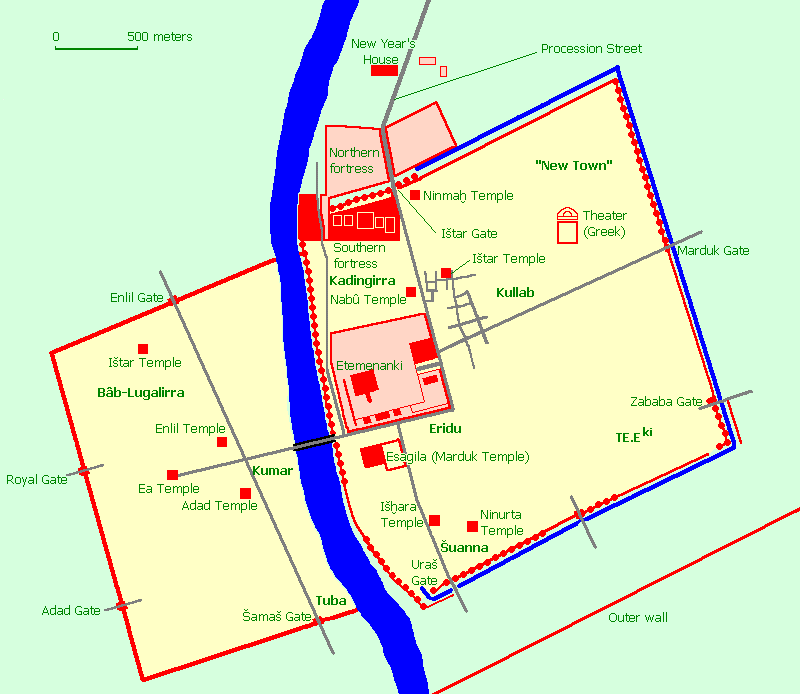 0
500 meters
New Year's
House
Procession Street
Northern
fortress
"New Town"
Ninmaḫ Temple
Theater
(Greek)
Ištar Gate
Southern
fortress
Marduk Gate
Ištar Temple
Kadingirra
Nabû Temple
Kullab
Enlil Gate
Ištar Temple
Etemenanki
Bâb-Lugalirra
Zababa Gate
Enlil Temple
Eridu
TE.E ki
Esagila (Marduk Temple)
Kumar
Royal Gate
Ea Temple
Adad Temple
Išḫara
Temple
Ninurta
Temple
Šuanna
Uraš
Gate
Tuba
Adad Gate
Šamaš Gate
Outer wall